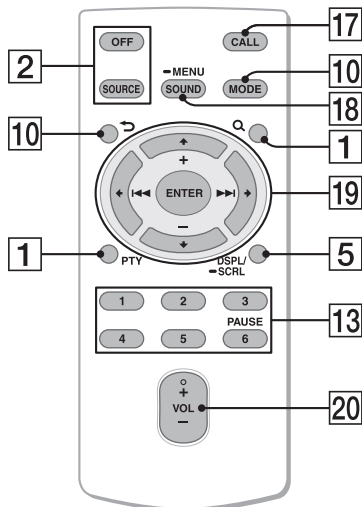 17
OFF
CALL
2
-MENU
10
SOURCE
SOUND
MODE
18
10
1
+
ENTER
19
-
1
PTY
DSPL/
-SCRL
5
1
2
3
13
PAUSE
4
5
6
+
VOL
-
20